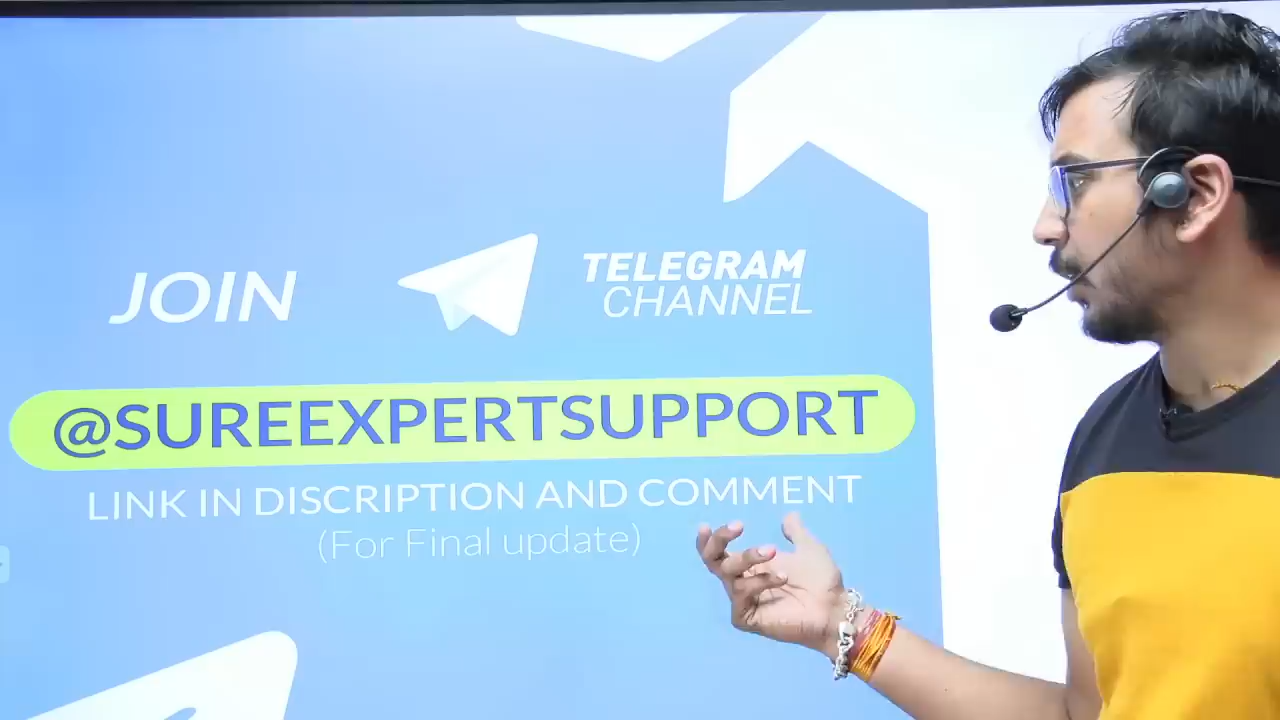 JOIN
TELEGRAM
CHANNEL
@SUREEXPERTSUPPORT
LINK IN DISCRIPTION AND COMMENT
(For Final update)